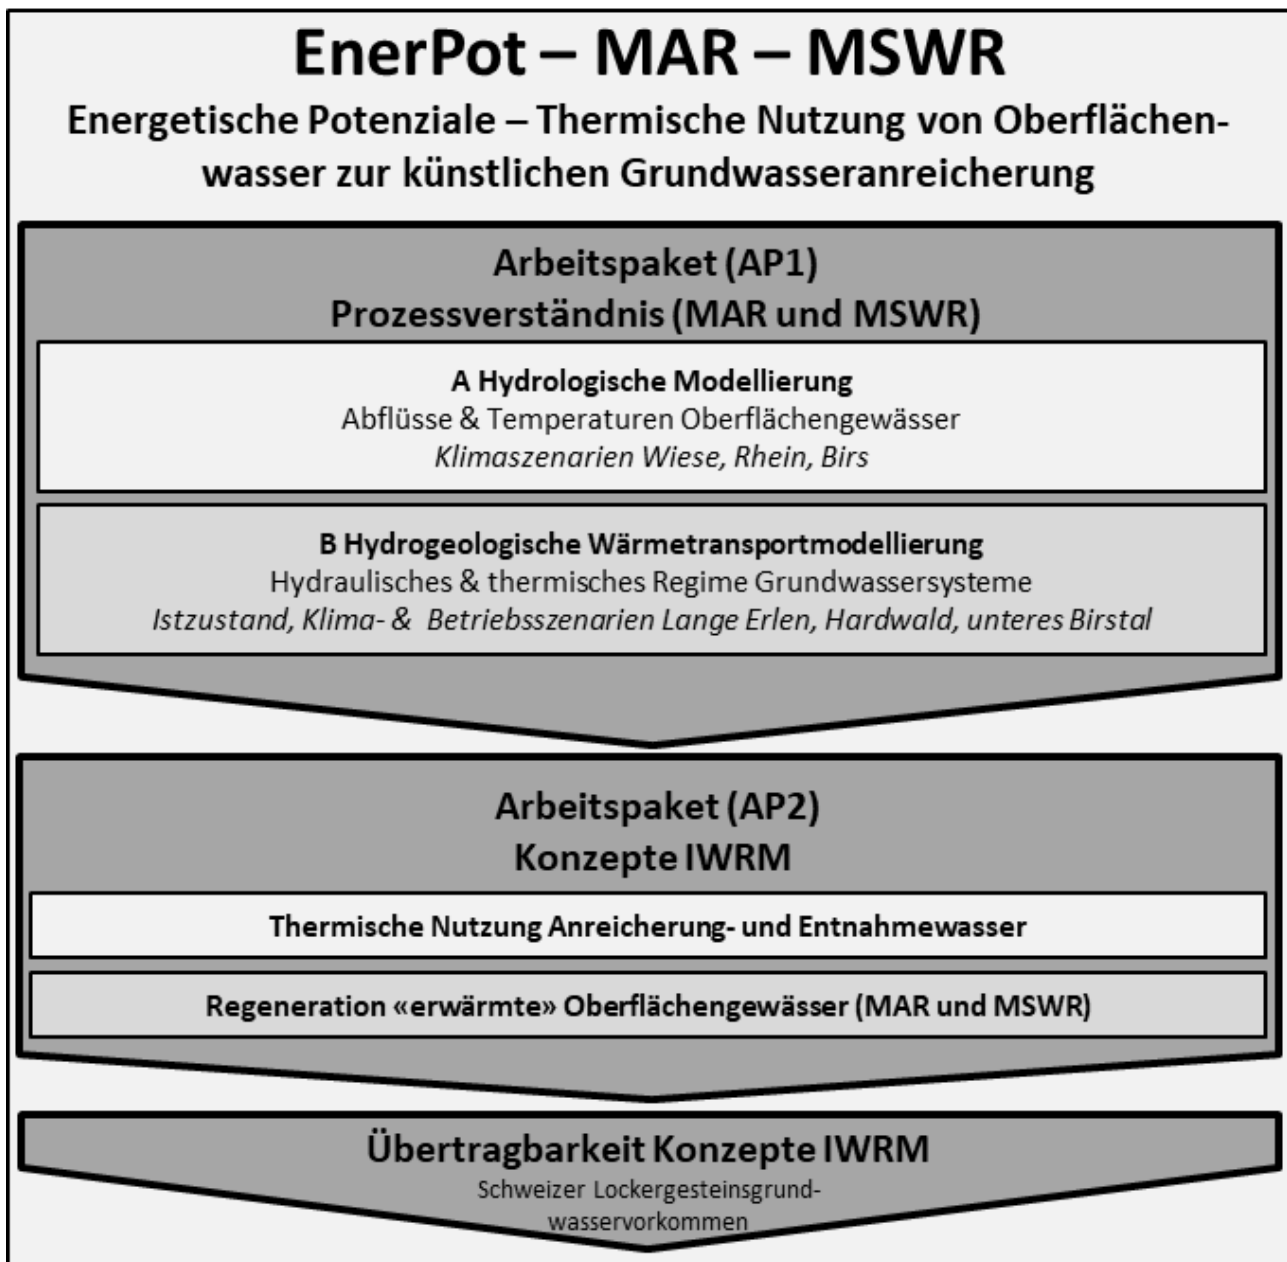 EnerPot – MAR – MSWR
Energetische Potenziale – Thermische Nutzung von Oberflächen-
wasser zur künstlichen Grundwasseranreicherung
Arbeitspaket (AP1)
Prozessverständnis (MAR und MSWR)
A Hydrologische Modellierung
Abflüsse & Temperaturen Oberflächengewässer
Klimaszenarien Wiese, Rhein, Birs
B Hydrogeologische Wärmetransportmodellierung
Hydraulisches & thermisches Regime Grundwassersysteme
Istzustand, Klima- & Betriebsszenarien Lange Erlen, Hardwald, unteres Birstal
Arbeitspaket (AP2)
Konzepte IWRM
Thermische Nutzung Anreicherung- und Entnahmewasser
Regeneration «erwärmte» Oberflächengewässer (MAR und MSWR)
Übertragbarkeit Konzepte IWRM
Schweizer Lockergesteinsgrund-
wasservorkommen